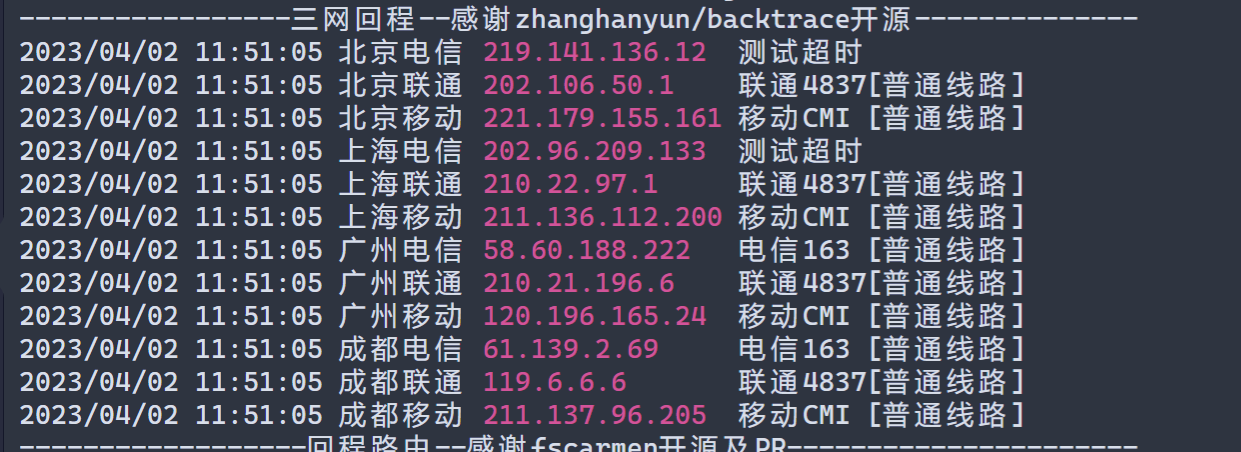 -----------------三网回程--感谢zhanghanyun/backtrace开源--------------
2023/04/02 11:51:05 北京电信 219.141.136.12  测试超时
2023/04/02 11:51:05 北京联通 202.106.50.1    联通4837[普通线路]
2023/04/02 11:51:05 北京移动 221.179.155.161 移动CMI [普通线路]
2023/04/02 11:51:05 上海电信 202.96.209.133  测试超时
2023/04/02 11:51:05 上海联通 210.22.97.1     联通4837[普通线路]
2023/04/02 11:51:05 上海移动 211.136.112.200 移动CMI [普通线路]
2023/04/02 11:51:05 广州电信 58.60.188.222   电信163 [普通线路]
2023/04/02 11:51:05 广州联通 210.21.196.6    联通4837[普通线路]
2023/04/02 11:51:05 广州移动 120.196.165.24  移动CMI [普通线路]
2023/04/02 11:51:05 成都电信 61.139.2.69     电信163 [普通线路]
2023/04/02 11:51:05 成都联通 119.6.6.6       联通4837[普通线路]
2023/04/02 11:51:05 成都移动 211.137.96.205  移动CMI [普通线路]
------------------回程路由--感谢fscarmen开源及PR----------------------